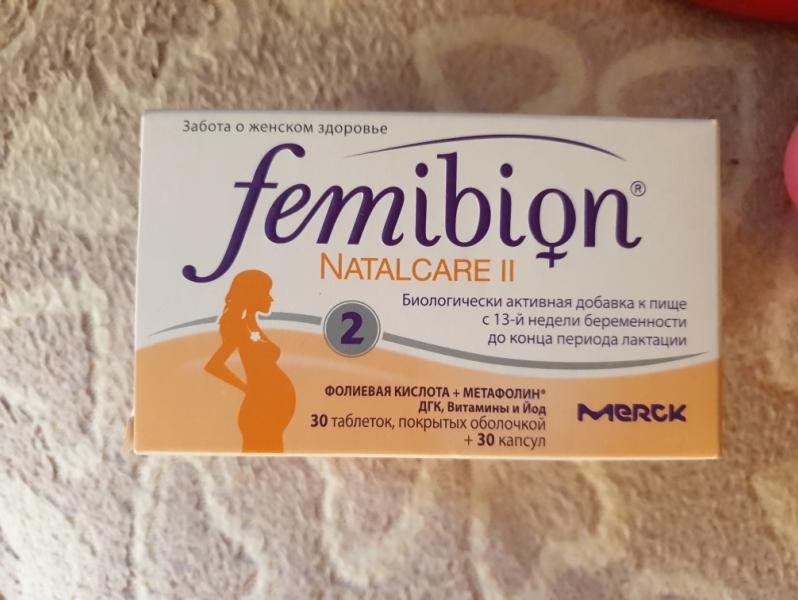 Забота о женском здоровье
femibion®
NATALCARE II
2
Биологически активная добавка к пище
с 13-й недели беременности
до конца периода лактации
ФОЛИЕВАЯ КИСЛОТА + МЕТАФОЛИН®
ДГК, Витамины и Йод
30 таблеток, покрытых оболочкой
+ 30 капсул
MERCK